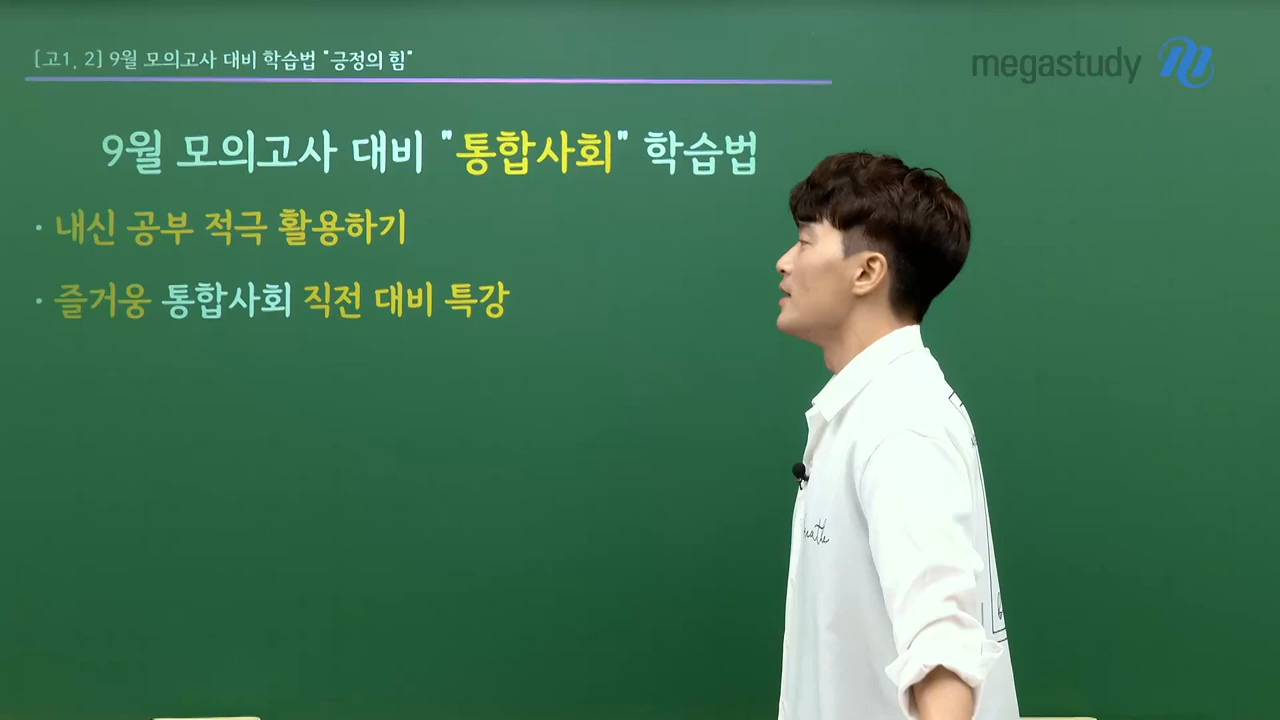 [고1, 2] 9월 모의고사 대비 학습법 "긍정의 힘"
megastudy
9월 모의고사 대비 "통합사회" 학습법
· 내신 공부 적극 활용하기
· 즐거웅 통합사회 직전 대비 특강